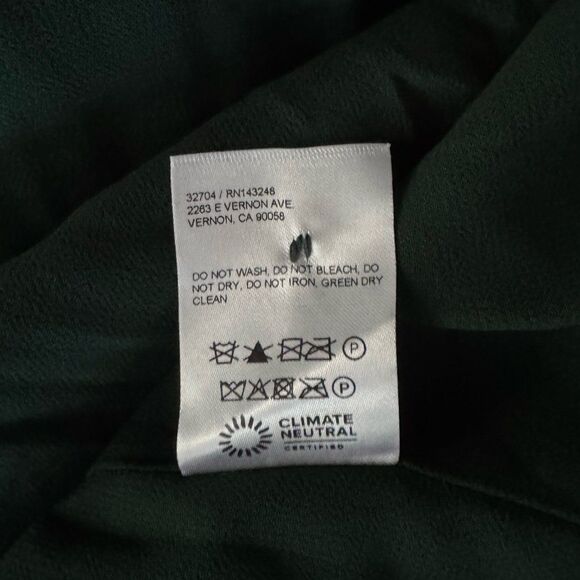 32704 / RN143248
2263 E VERNON AVE.
VERNON, CA 90058
DO NOT WASH, DO NOT BLEACH, DO
NOT DRY, DO NOT IRON, GREEN DRY
CLEAN
P
P
CLIMATE
NEUTRAL
CERTIFIED